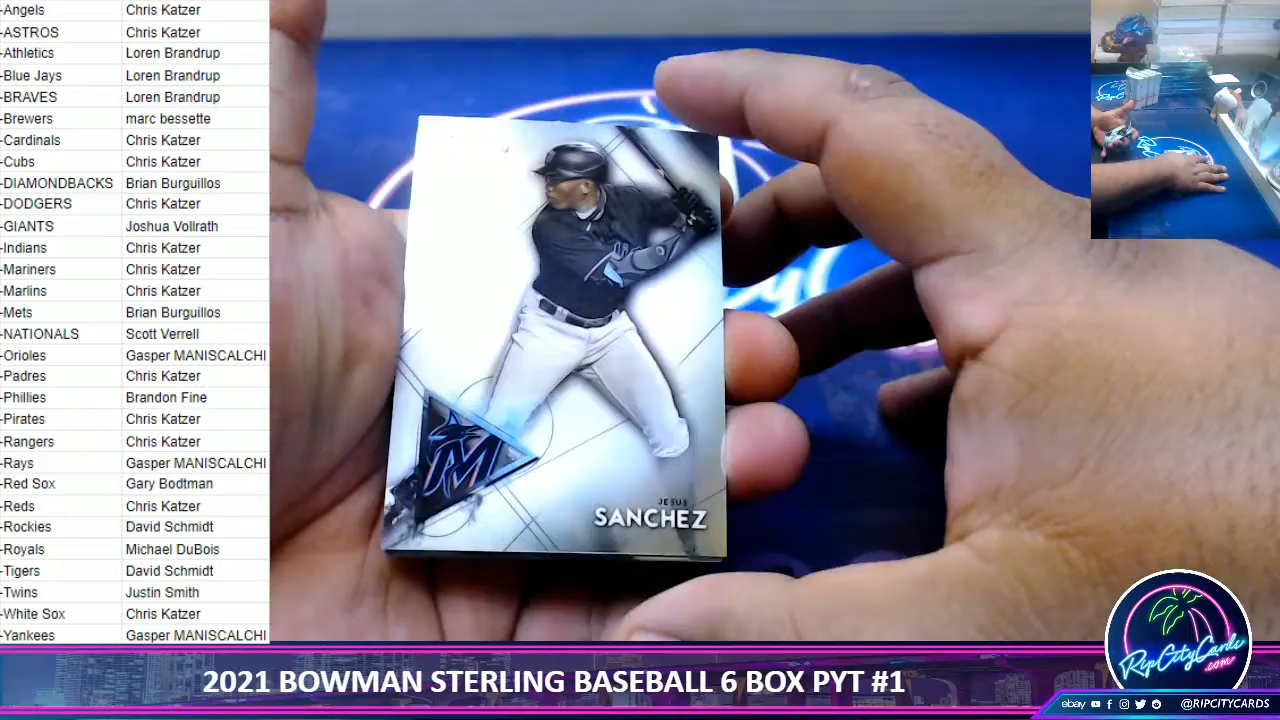 -Angels Chris Katzer
-ASTROS Chris Katzer
-Athletics Loren Brandrup
-Blue Jays Loren Brandrup
-BRAVES Loren Brandrup
-Brewers marc bessette
-Cardinals Chris Katzer
-Cubs Chris Katzer
-DIAMONDBACKS Brian Burguillos
-DODGERS Chris Katzer
-GIANTS Joshua Vollrath
-Indians Chris Katzer
-Mariners Chris Katzer
-Marlins Chris Katzer
-Mets Brian Burguillos
-NATIONALS Scott Verrell
-Orioles Gasper MANISCALCHI
-Padres Chris Katzer
-Phillies Brandon Fine
-Pirates Chris Katzer
-Rangers Chris Katzer
-Rays Gasper MANISCALCHI
-Red Sox Gary Bodtman
-Reds Chris Katzer
-Rockies David Schmidt
-Royals Michael DuBois
-Tigers David Schmidt
-Twins Justin Smith
-White Sox Chris Katzer
-Yankees Gasper MANISCALCHI
M
JESUS
SANCHEZ
RipCityCards
.com
2021 BOWMAN STERLING BASEBALL 6 BOX PYT #1
ebay @RIPCITYCARDS